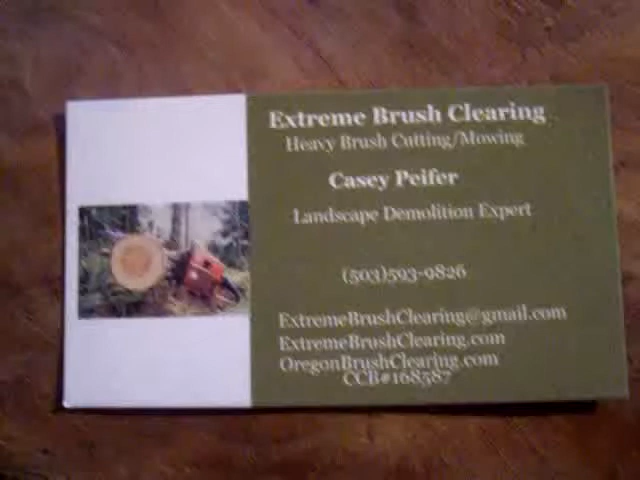 Extreme Brush Clearing
Heavy Brush Cutting/Mowing
Casey Peifer
Landscape Demolition Expert
(503)593-9826
ExtremeBrushClearing@gmail.com
ExtremeBrushClearing.com
OregonBrushClearing.com
CCB#168587